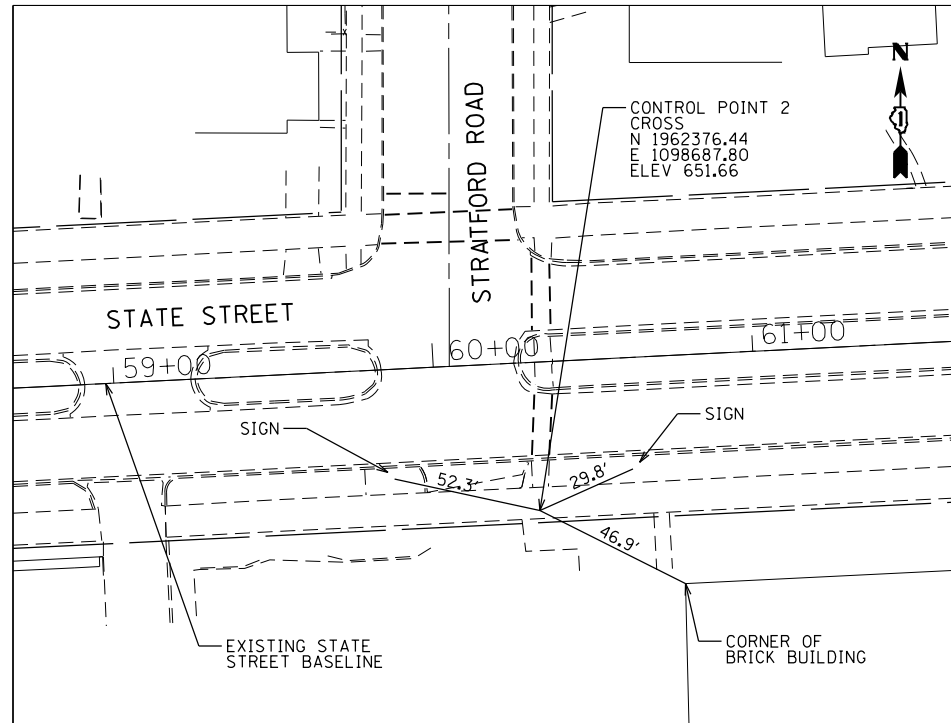 N
CONTROL POINT 2
CROSS
N 1962376.44
E 1098687.80
ELEV 651.66
STRATFORD ROAD
STATE STREET
59+00
60+00
61+00
SIGN
SIGN
52.3'
29.8'
46.9'
EXISTING STATE
STREET BASELINE
CORNER OF
BRICK BUILDING